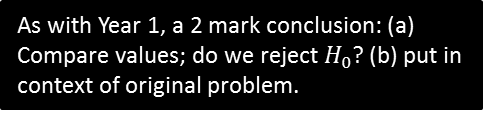 As with Year 1, a 2 mark conclusion: (a)
Compare values; do we reject 𝐻₀? (b) put in
context of original problem.